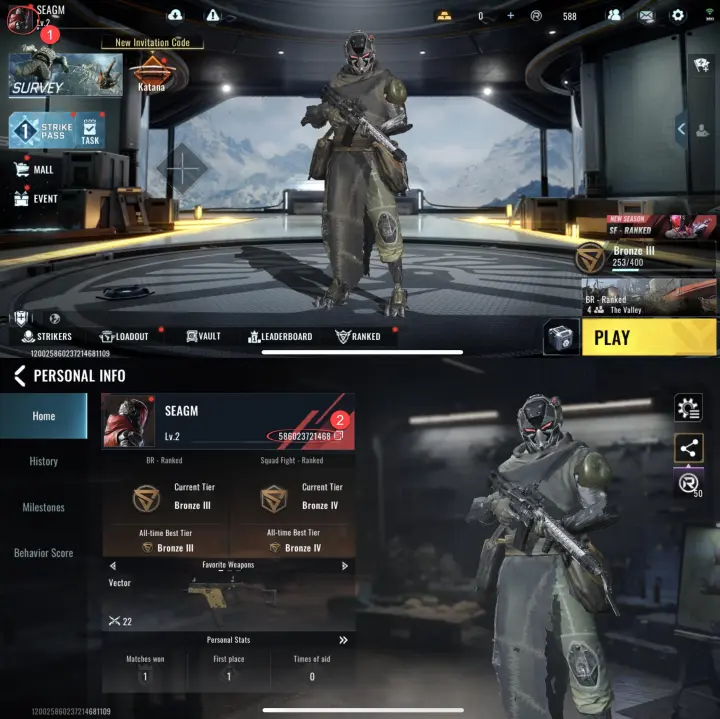 SEAGM
Lv.2
1
0
+
588
New Invitation Code
SURVEY
Katana
1
STRIKE PASS
TASK
MALL
EVENT
NEW SEASON
SF - RANKED
Bronze III
253/400
BR - Ranked
4
The Valley
STRIKERS
LOADOUT
VAULT
LEADERBOARD
RANKED
PLAY
120025860237214681109
PERSONAL INFO
Home
History
Milestones
Behavior Score
SEAGM
2
Lv.2
586023721468
BR - Ranked
Squad Fight - Ranked
Current Tier
Bronze III
Current Tier
Bronze IV
All-time Best Tier
Bronze III
All-time Best Tier
Bronze IV
Favorite Weapons
Vector
22
Personal Stats
Matches won
First place
Times of aid
1
1
0
50
120025860237214681109